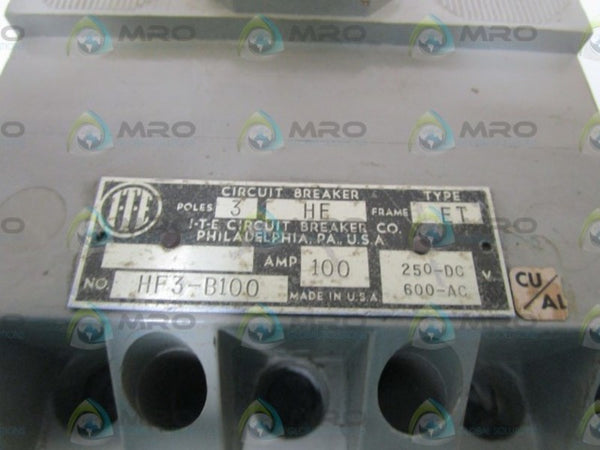 MRO
CIRCUIT BREAKER TYPE
ITE POLES 3 HE FRAME ET
I-T-E CIRCUIT BREAKER CO.
PHILADELPHIA, PA. U.S.A
AMP 100 250-DC V.
NO. HF3-B100 MADE IN U.S.A 600-AC
CU/AL